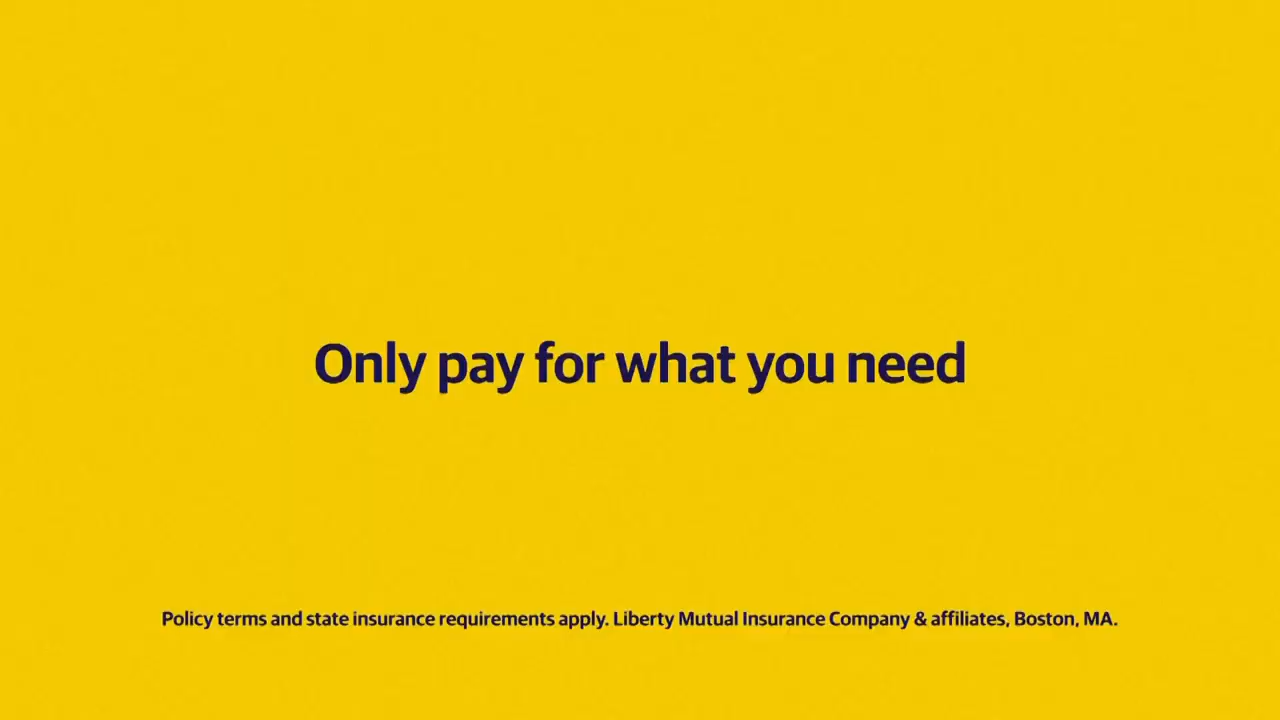 Only pay for what you need
Policy terms and state insurance requirements apply. Liberty Mutual Insurance Company & affiliates, Boston, MA.